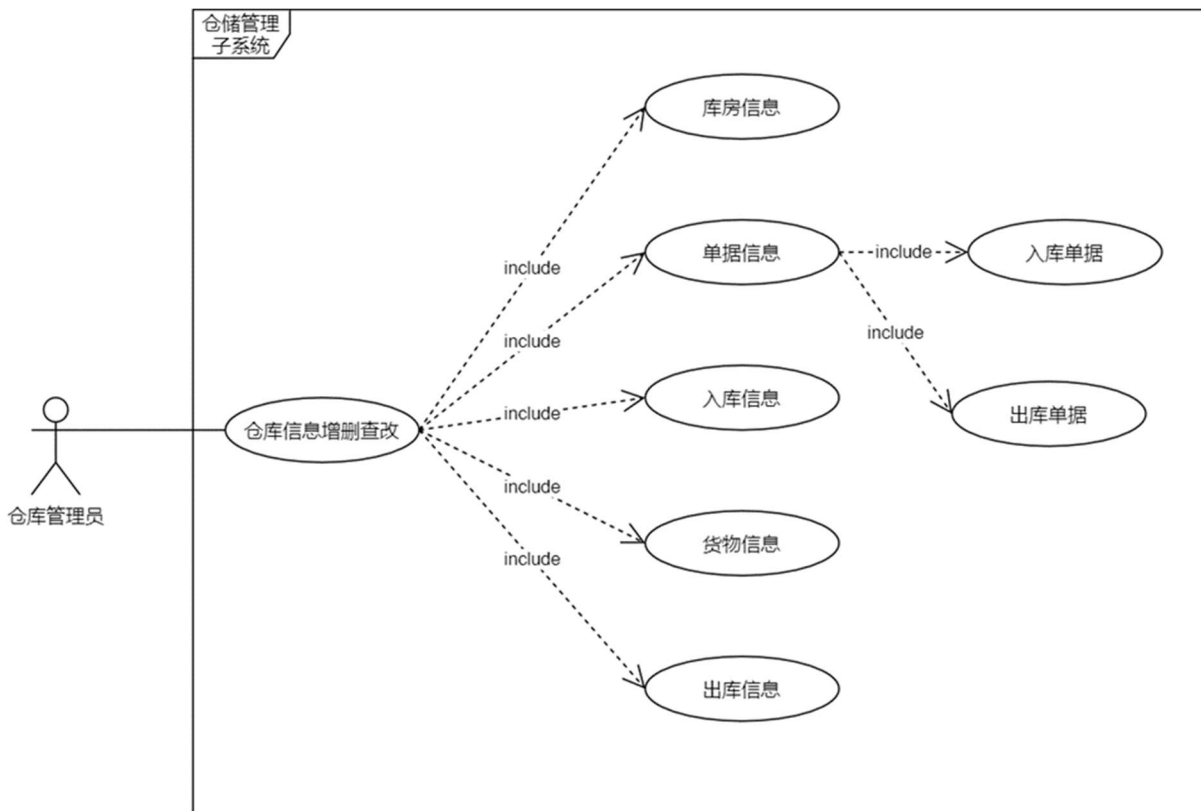 仓储管理
子系统
库房信息
include
单据信息
include
入库单据
include
include
出库单据
入库信息
include
仓库信息增删查改
仓库管理员
include
货物信息
include
出库信息